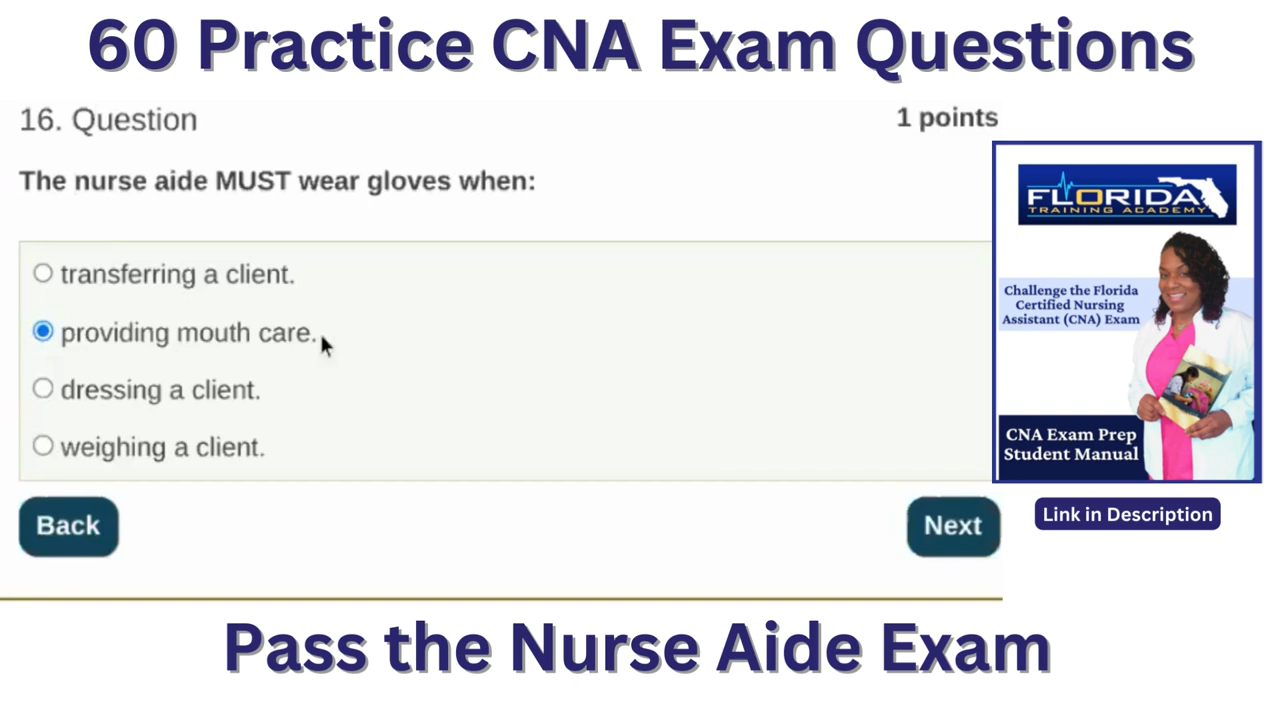 60 Practice CNA Exam Questions
16. Question
1 points
The nurse aide MUST wear gloves when:
transferring a client.
providing mouth care.
dressing a client.
weighing a client.
Back
Next
FLORIDA
TRAINING ACADEMY
Challenge the Florida
Certified Nursing
Assistant (CNA) Exam
CNA Exam Prep
Student Manual
Link in Description
Pass the Nurse Aide Exam